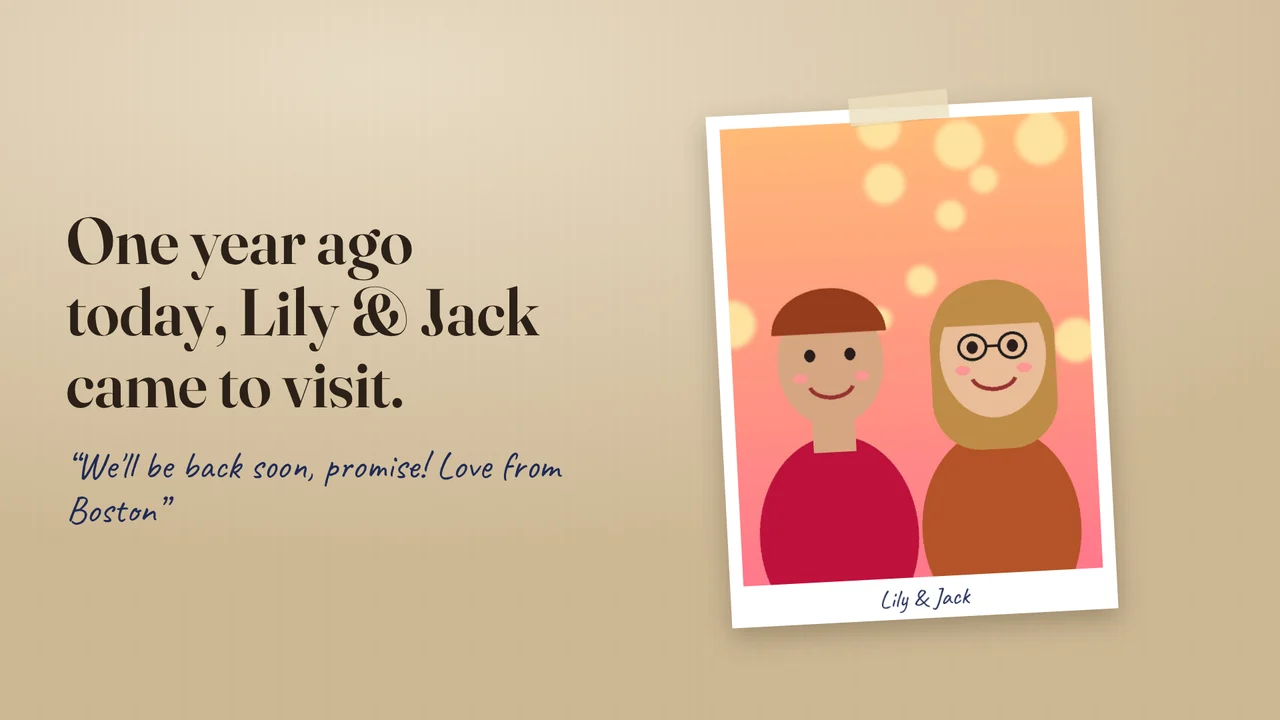 One year ago
today, Lily & Jack
came to visit.
“We'll be back soon, promise! Love from
Boston”
Lily & Jack